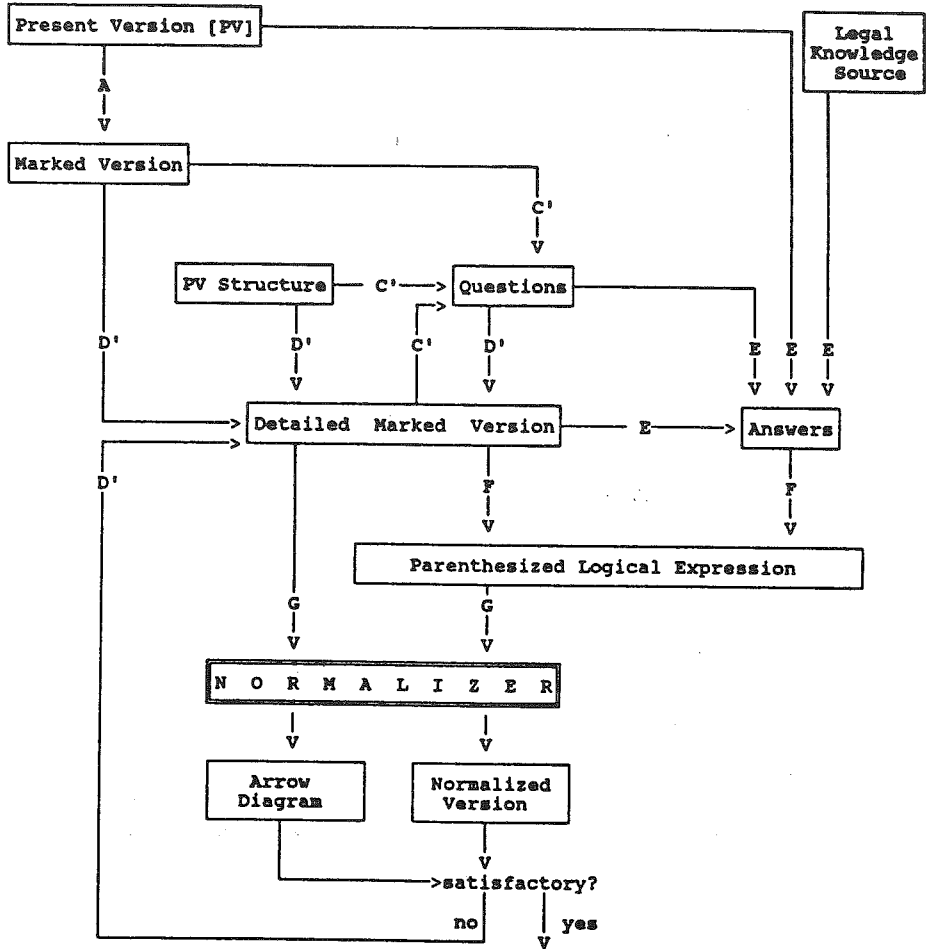 Present Version [PV]
Legal
Knowledge
Source
A
V
Marked Version
C'
V
PV Structure
C'
>
Questions
>
D'
D'
C'
D'
E
E
E
V
V
V
V
V
>
Detailed Marked Version
E
>
Answers
>
D'
F
F
V
V
Parenthesized Logical Expression
G
G
V
V
N O R M A L I Z E R
V
V
Arrow
Diagram
Normalized
Version
V
>satisfactory?
no
yes
V